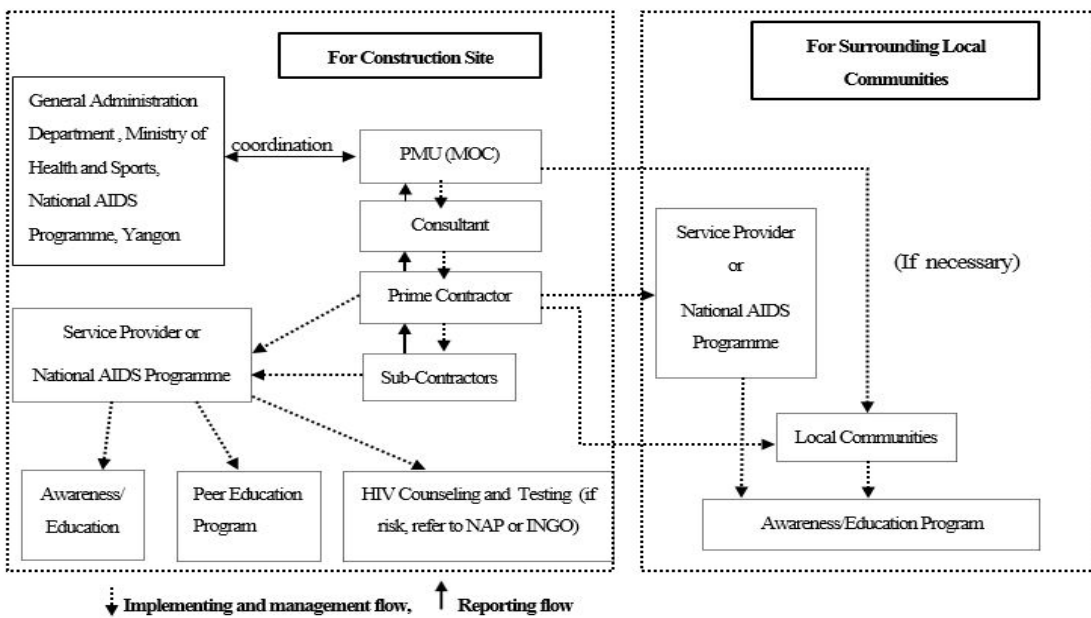 For Construction Site
General Administration
Department , Ministry of
Health and Sports,
National AIDS
Programme, Yangon
coordination
PMU (MOC)
Consultant
Prime Contractor
Sub-Contractors
Service Provider or
National AIDS Programme
Awareness/
Education
Peer Education
Program
HIV Counseling and Testing (if
risk, refer to NAP or INGO)
For Surrounding Local
Communities
Service Provider
or
National AIDS
Programme
(If necessary)
Local Communities
Awareness/Education Program
Implementing and management flow, Reporting flow